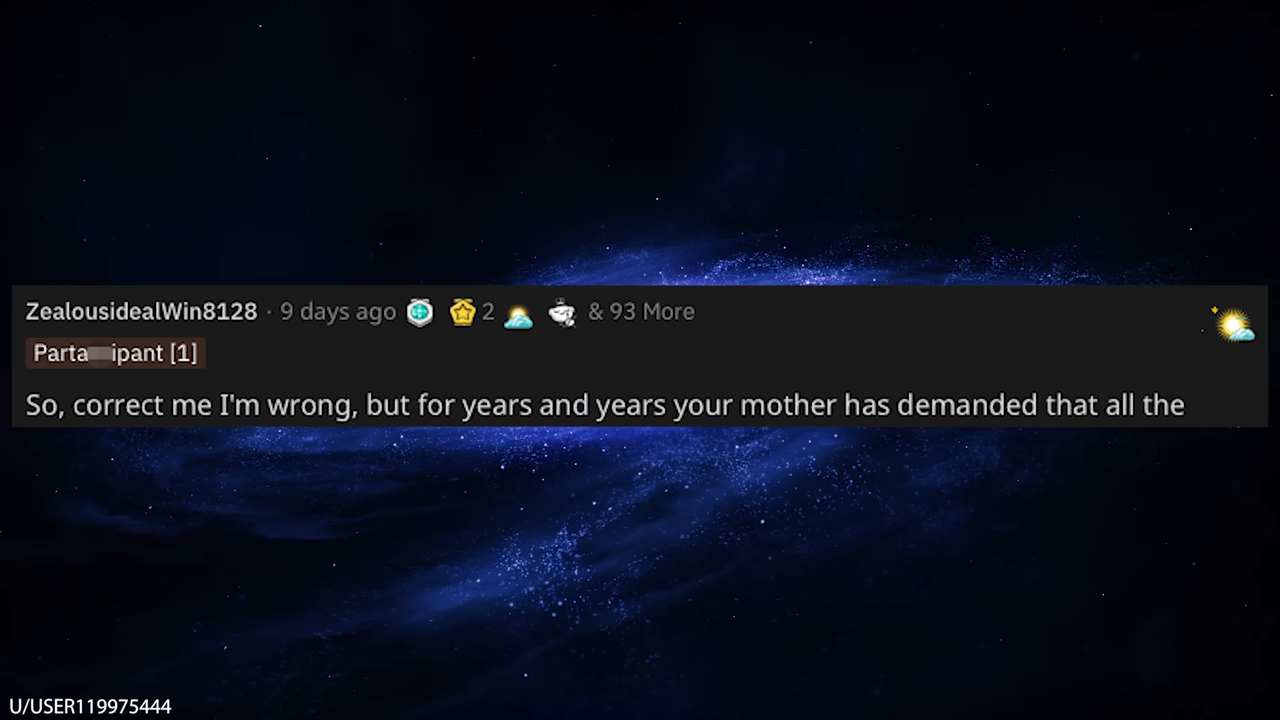 ZealousidealWin8128 · 9 days ago 2 & 93 More
Parta ipant [1]
So, correct me I'm wrong, but for years and years your mother has demanded that all the
U/USER119975444